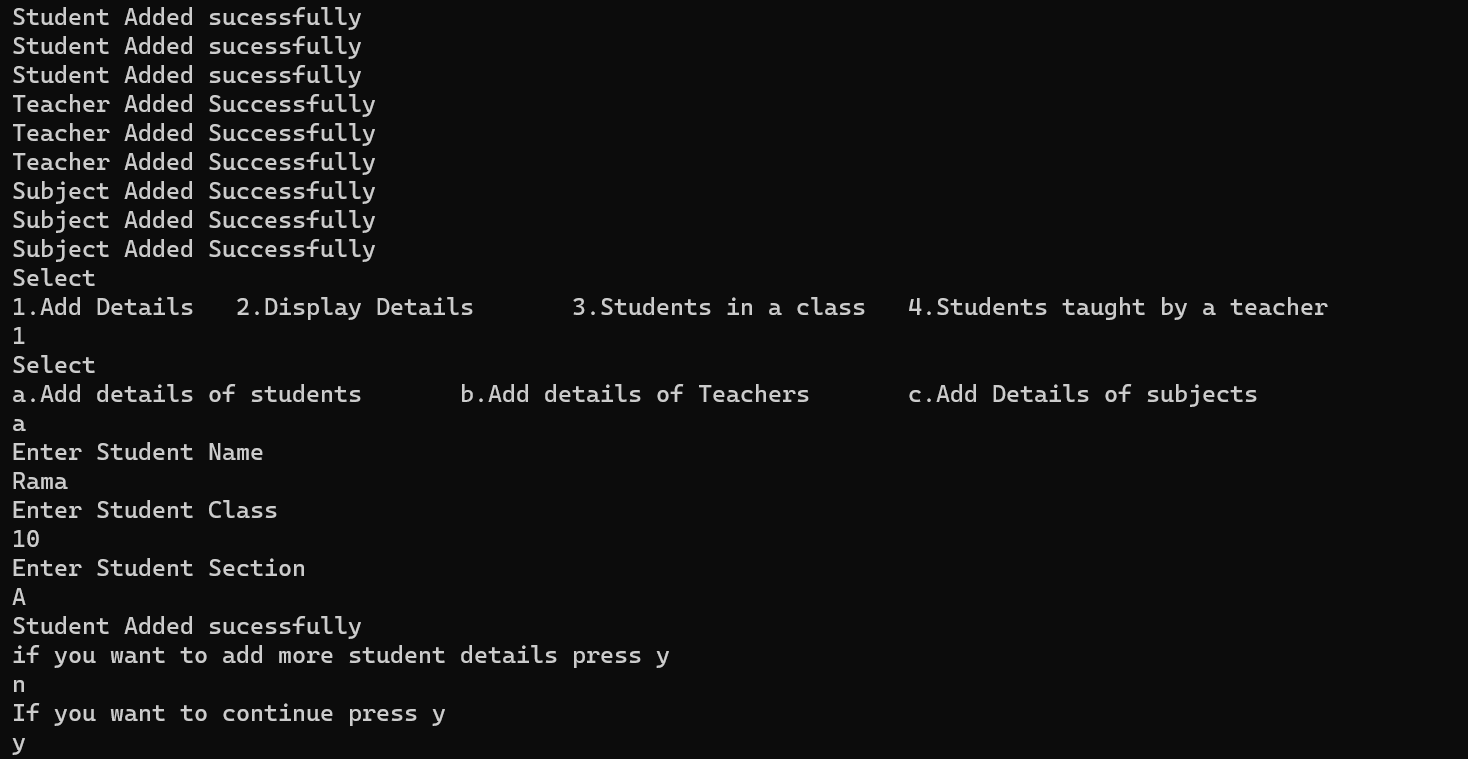 Student Added sucessfully
Student Added sucessfully
Student Added sucessfully
Teacher Added Successfully
Teacher Added Successfully
Teacher Added Successfully
Subject Added Successfully
Subject Added Successfully
Subject Added Successfully
Select
1.Add Details   2.Display Details       3.Students in a class   4.Students taught by a teacher
1
Select
a.Add details of students       b.Add details of Teachers       c.Add Details of subjects
a
Enter Student Name
Rama
Enter Student Class
10
Enter Student Section
A
Student Added sucessfully
if you want to add more student details press y
n
If you want to continue press y
y